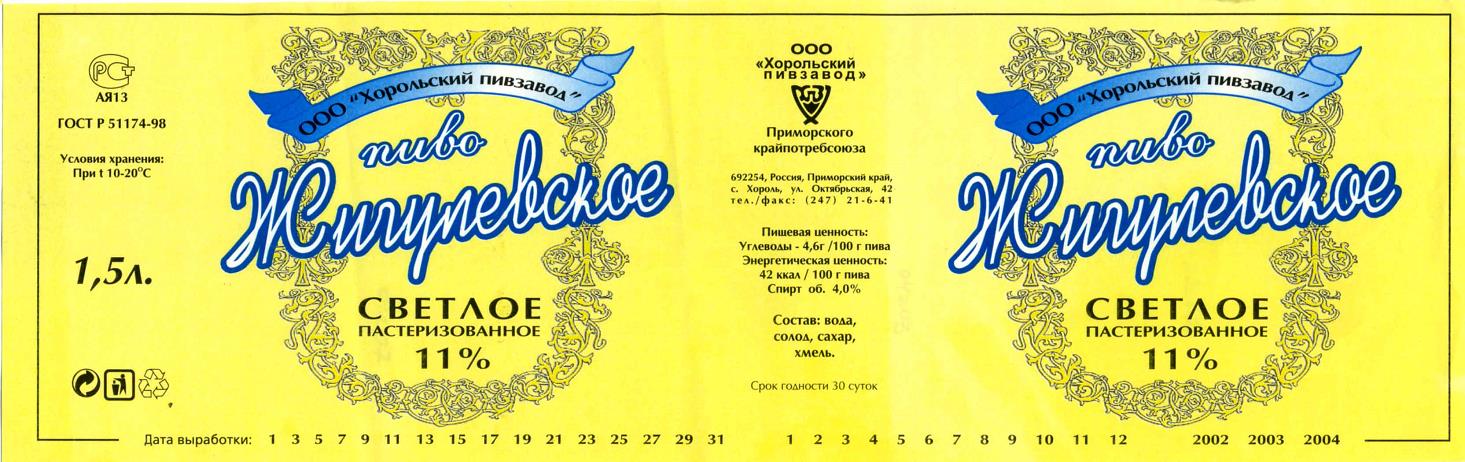 РСТ
АЯ13
ГОСТ Р 51174-98
Условия хранения:
При t 10-20°С
1,5л.
ООО "Хорольский пивзавод"
пиво
Жигулевское
СВЕТЛОЕ
ПАСТЕРИЗОВАННОЕ
11%
ООО
«Хорольский
пивзавод»
Приморского
крайпотребсоюза
692254, Россия, Приморский край,
с. Хороль, ул. Октябрьская, 42
тел./факс: (247) 21-6-41
Пищевая ценность:
Углеводы - 4,6г /100 г пива
Энергетическая ценность:
42 ккал / 100 г пива
Спирт об. 4,0%
Состав: вода,
солод, сахар,
хмель.
Срок годности 30 суток
ООО "Хорольский пивзавод"
пиво
Жигулевское
СВЕТЛОЕ
ПАСТЕРИЗОВАННОЕ
11%
Дата выработки: 1 3 5 7 9 11 13 15 17 19 21 23 25 27 29 31 1 2 3 4 5 6 7 8 9 10 11 12 2002 2003 2004